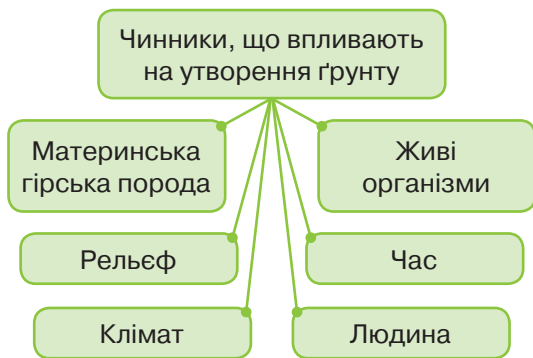 Чинники, що впливають
на утворення ґрунту
Материнська
гірська порода
Живі
організми
Рельєф
Час
Клімат
Людина